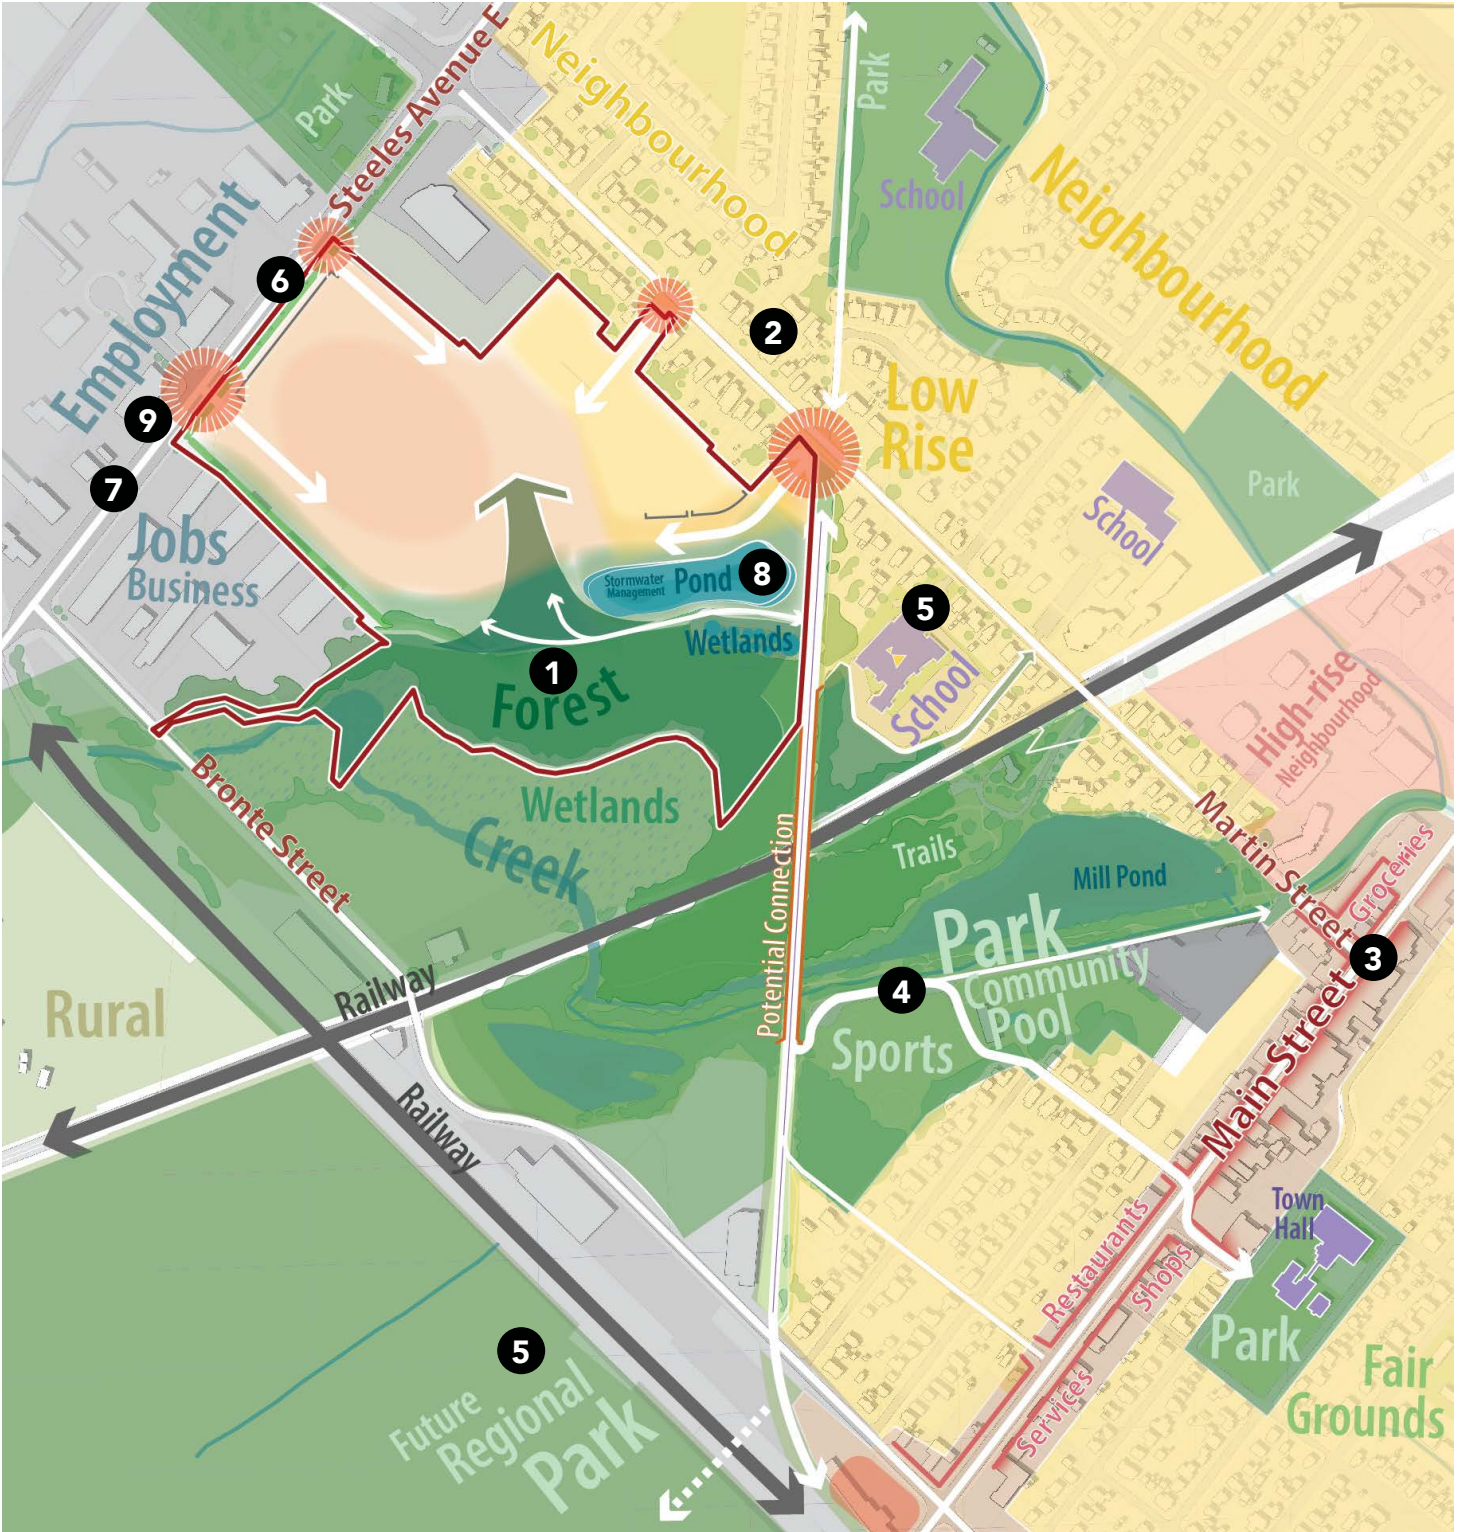 Park
Steeles Avenue E
Neighbourhood
Park
School
Neighbourhood
Employment
6
2
9
7
Low
Rise
Park
School
Jobs
Business
Stormwater
Management
Pond
8
Wetlands
5
School
1
Forest
High-rise
Neighbourhood
Bronte Street
Wetlands
Creek
Potential Connection
Trails
Mill Pond
Martin Street
Groceries
3
Park
Community
Pool
4
Sports
Main Street
Rural
Railway
Railway
Town
Hall
Restaurants
Shops
Services
Park
Fair
Grounds
5
Future
Regional
Park